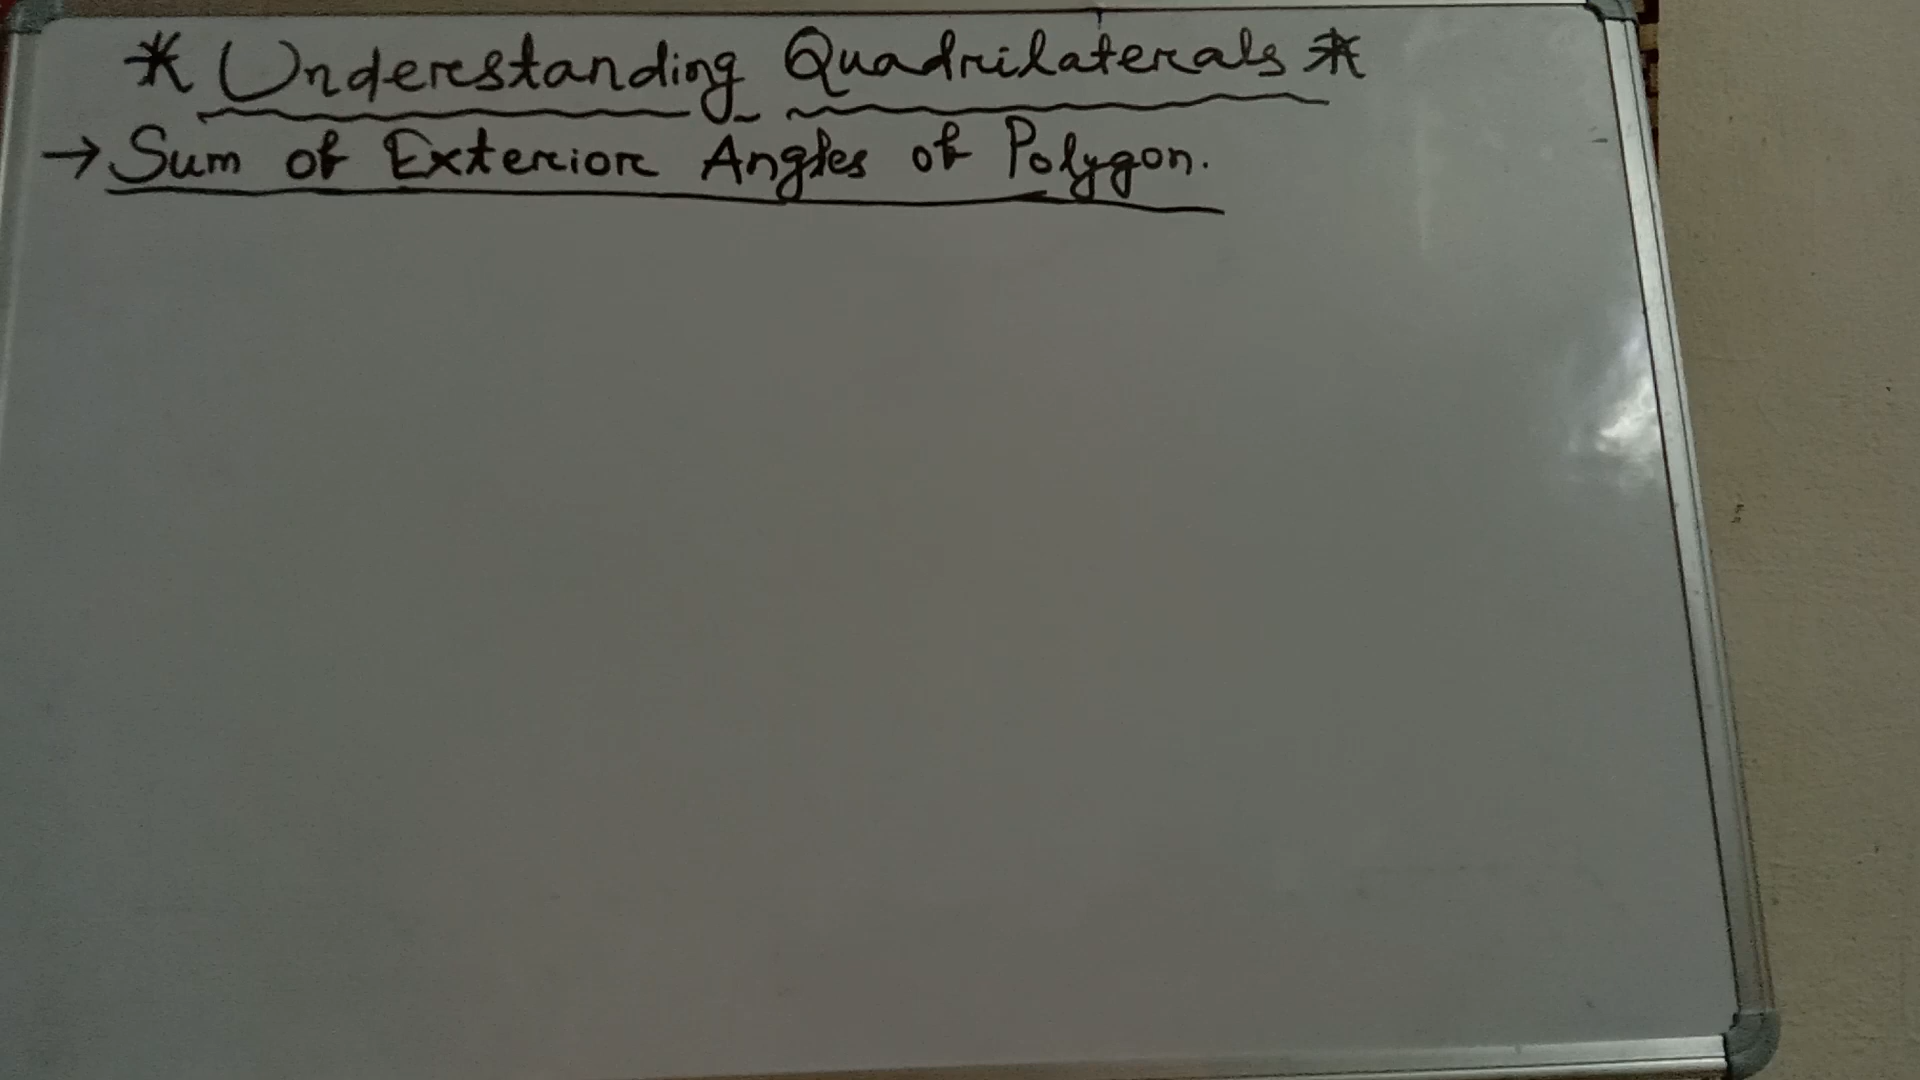 * Understanding Quadrilaterals *
→ Sum of Exterior Angles of Polygon.